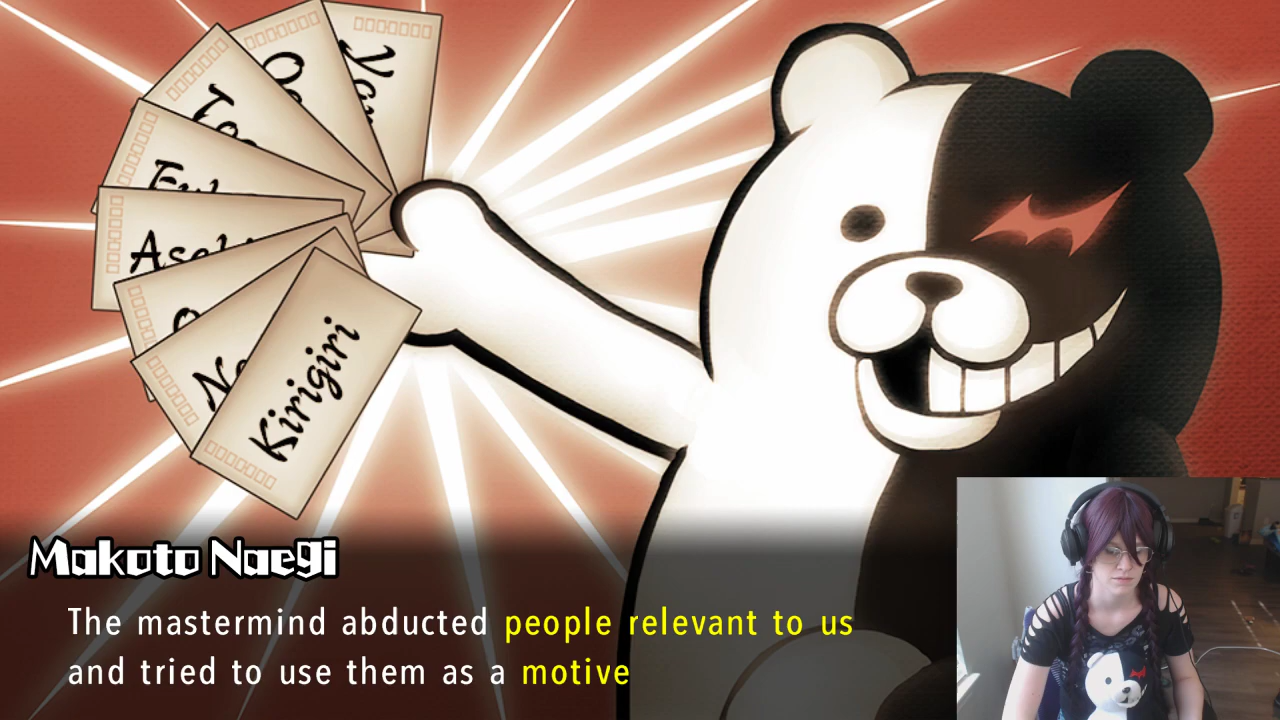 Kirigiri
Makoto Naegi
The mastermind abducted people relevant to us
and tried to use them as a motive